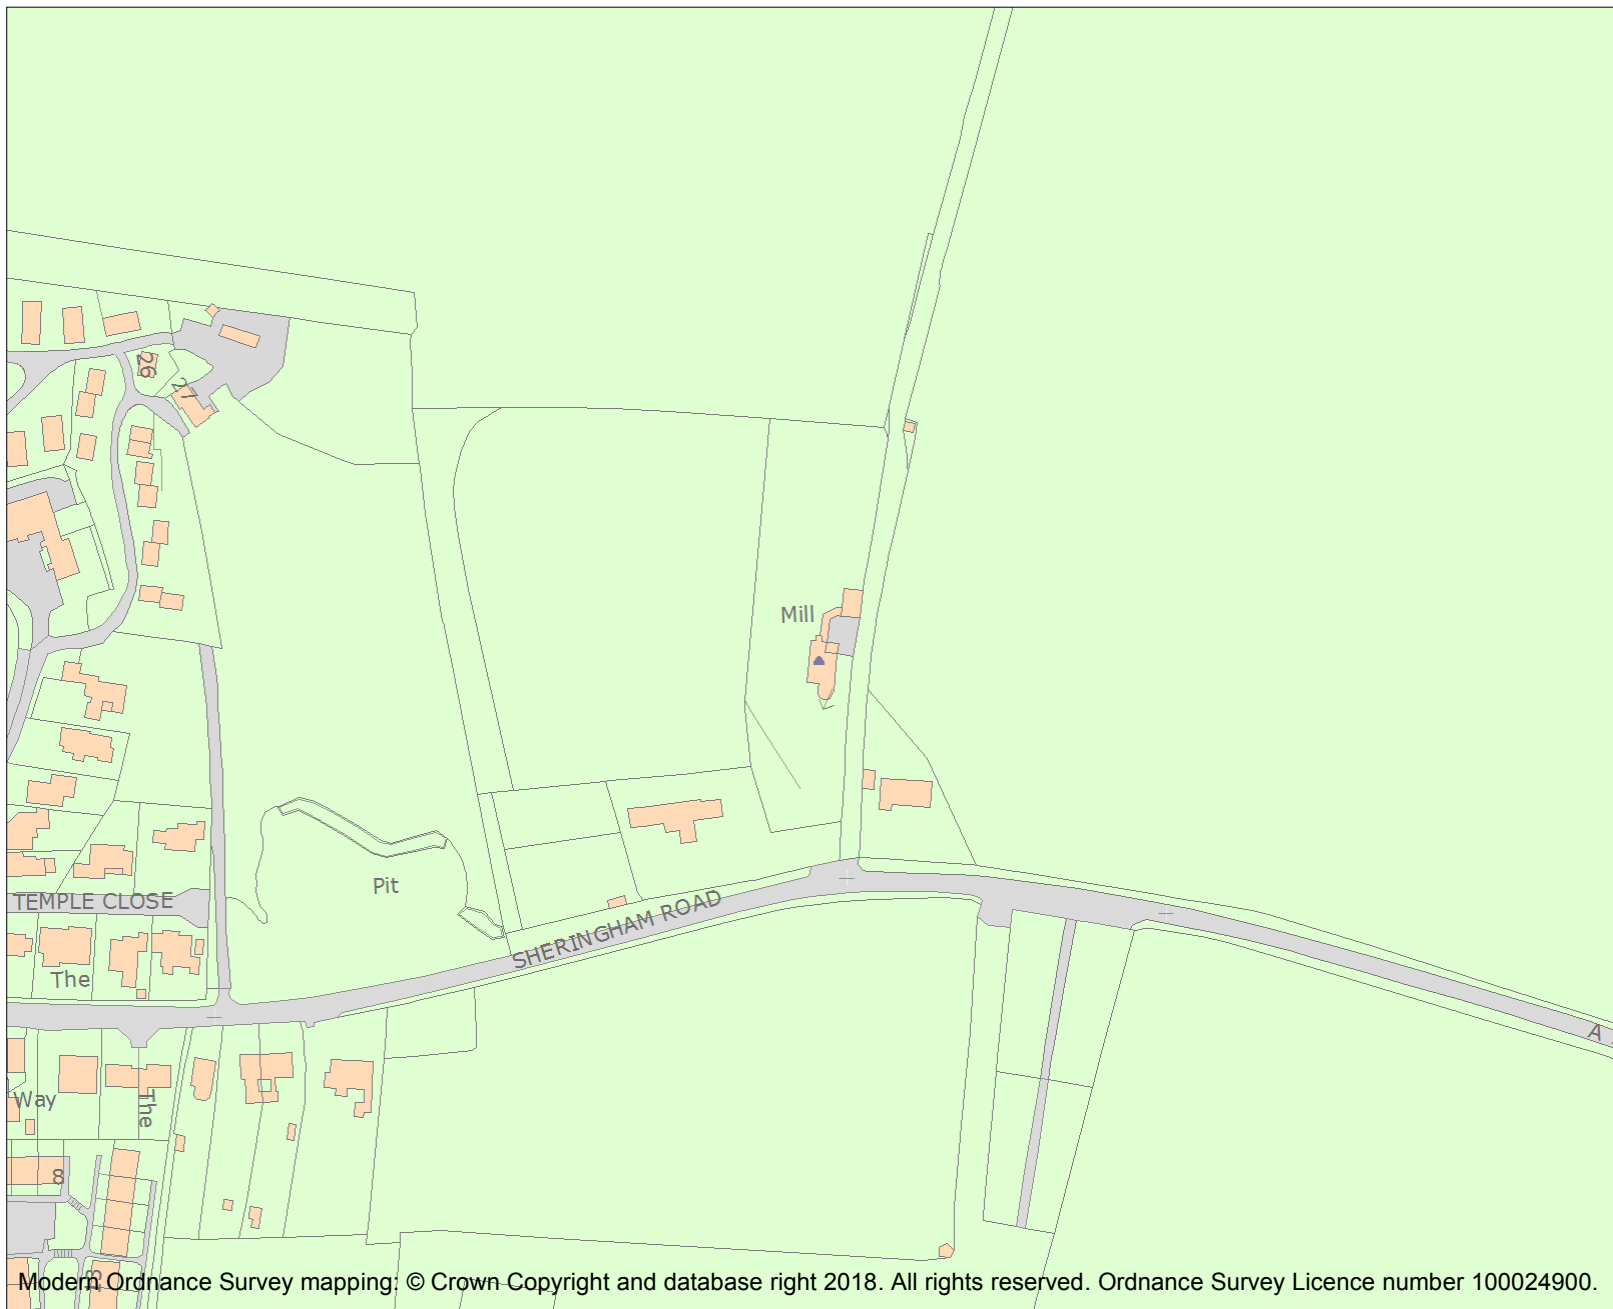 26
27
Mill
Pit
TEMPLE CLOSE
SHERINGHAM ROAD
The
A
Way
The
8
Modern Ordnance Survey mapping: © Crown Copyright and database right 2018. All rights reserved. Ordnance Survey Licence number 100024900.